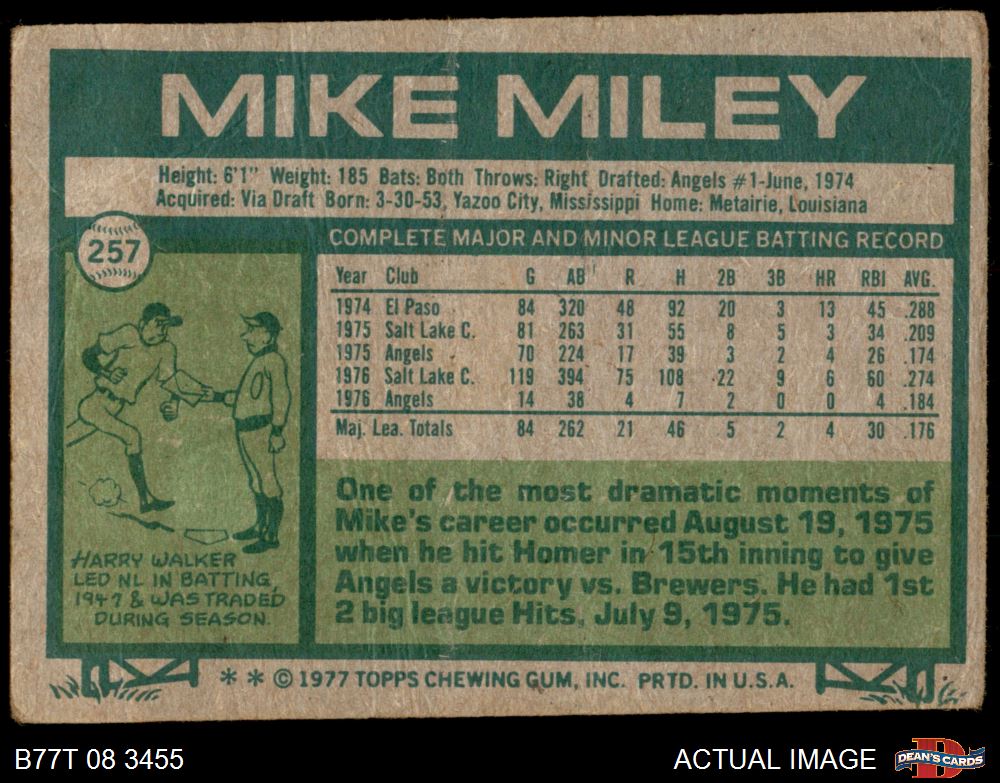 MIKE MILEY
Height: 6'1" Weight: 185 Bats: Both Throws: Right Drafted: Angels #1-June, 1974
Acquired: Via Draft Born: 3-30-53, Yazoo City, Mississippi Home: Metairie, Louisiana
257
COMPLETE MAJOR AND MINOR LEAGUE BATTING RECORD
Year Club G AB R H 2B 3B HR RBI AVG.
1974 El Paso 84 320 48 92 20 3 13 45 .288
1975 Salt Lake C. 81 263 31 55 8 5 3 34 .209
1975 Angels 70 224 17 39 3 2 4 26 .174
1976 Salt Lake C. 119 394 75 108 22 9 6 60 .274
1976 Angels 14 38 4 7 2 0 0 4 .184
Maj. Lea. Totals 84 262 21 46 5 2 4 30 .176
HARRY WALKER
LED NL IN BATTING,
1947 & WAS TRADED
DURING SEASON.
One of the most dramatic moments of
Mike's career occurred August 19, 1975
when he hit Homer in 15th inning to give
Angels a victory vs. Brewers. He had 1st
2 big league Hits, July 9, 1975.
* * © 1977 TOPPS CHEWING GUM, INC. PRTD. IN U.S.A.
B77T 08 3455
ACTUAL IMAGE
D
DEAN'S CARDS